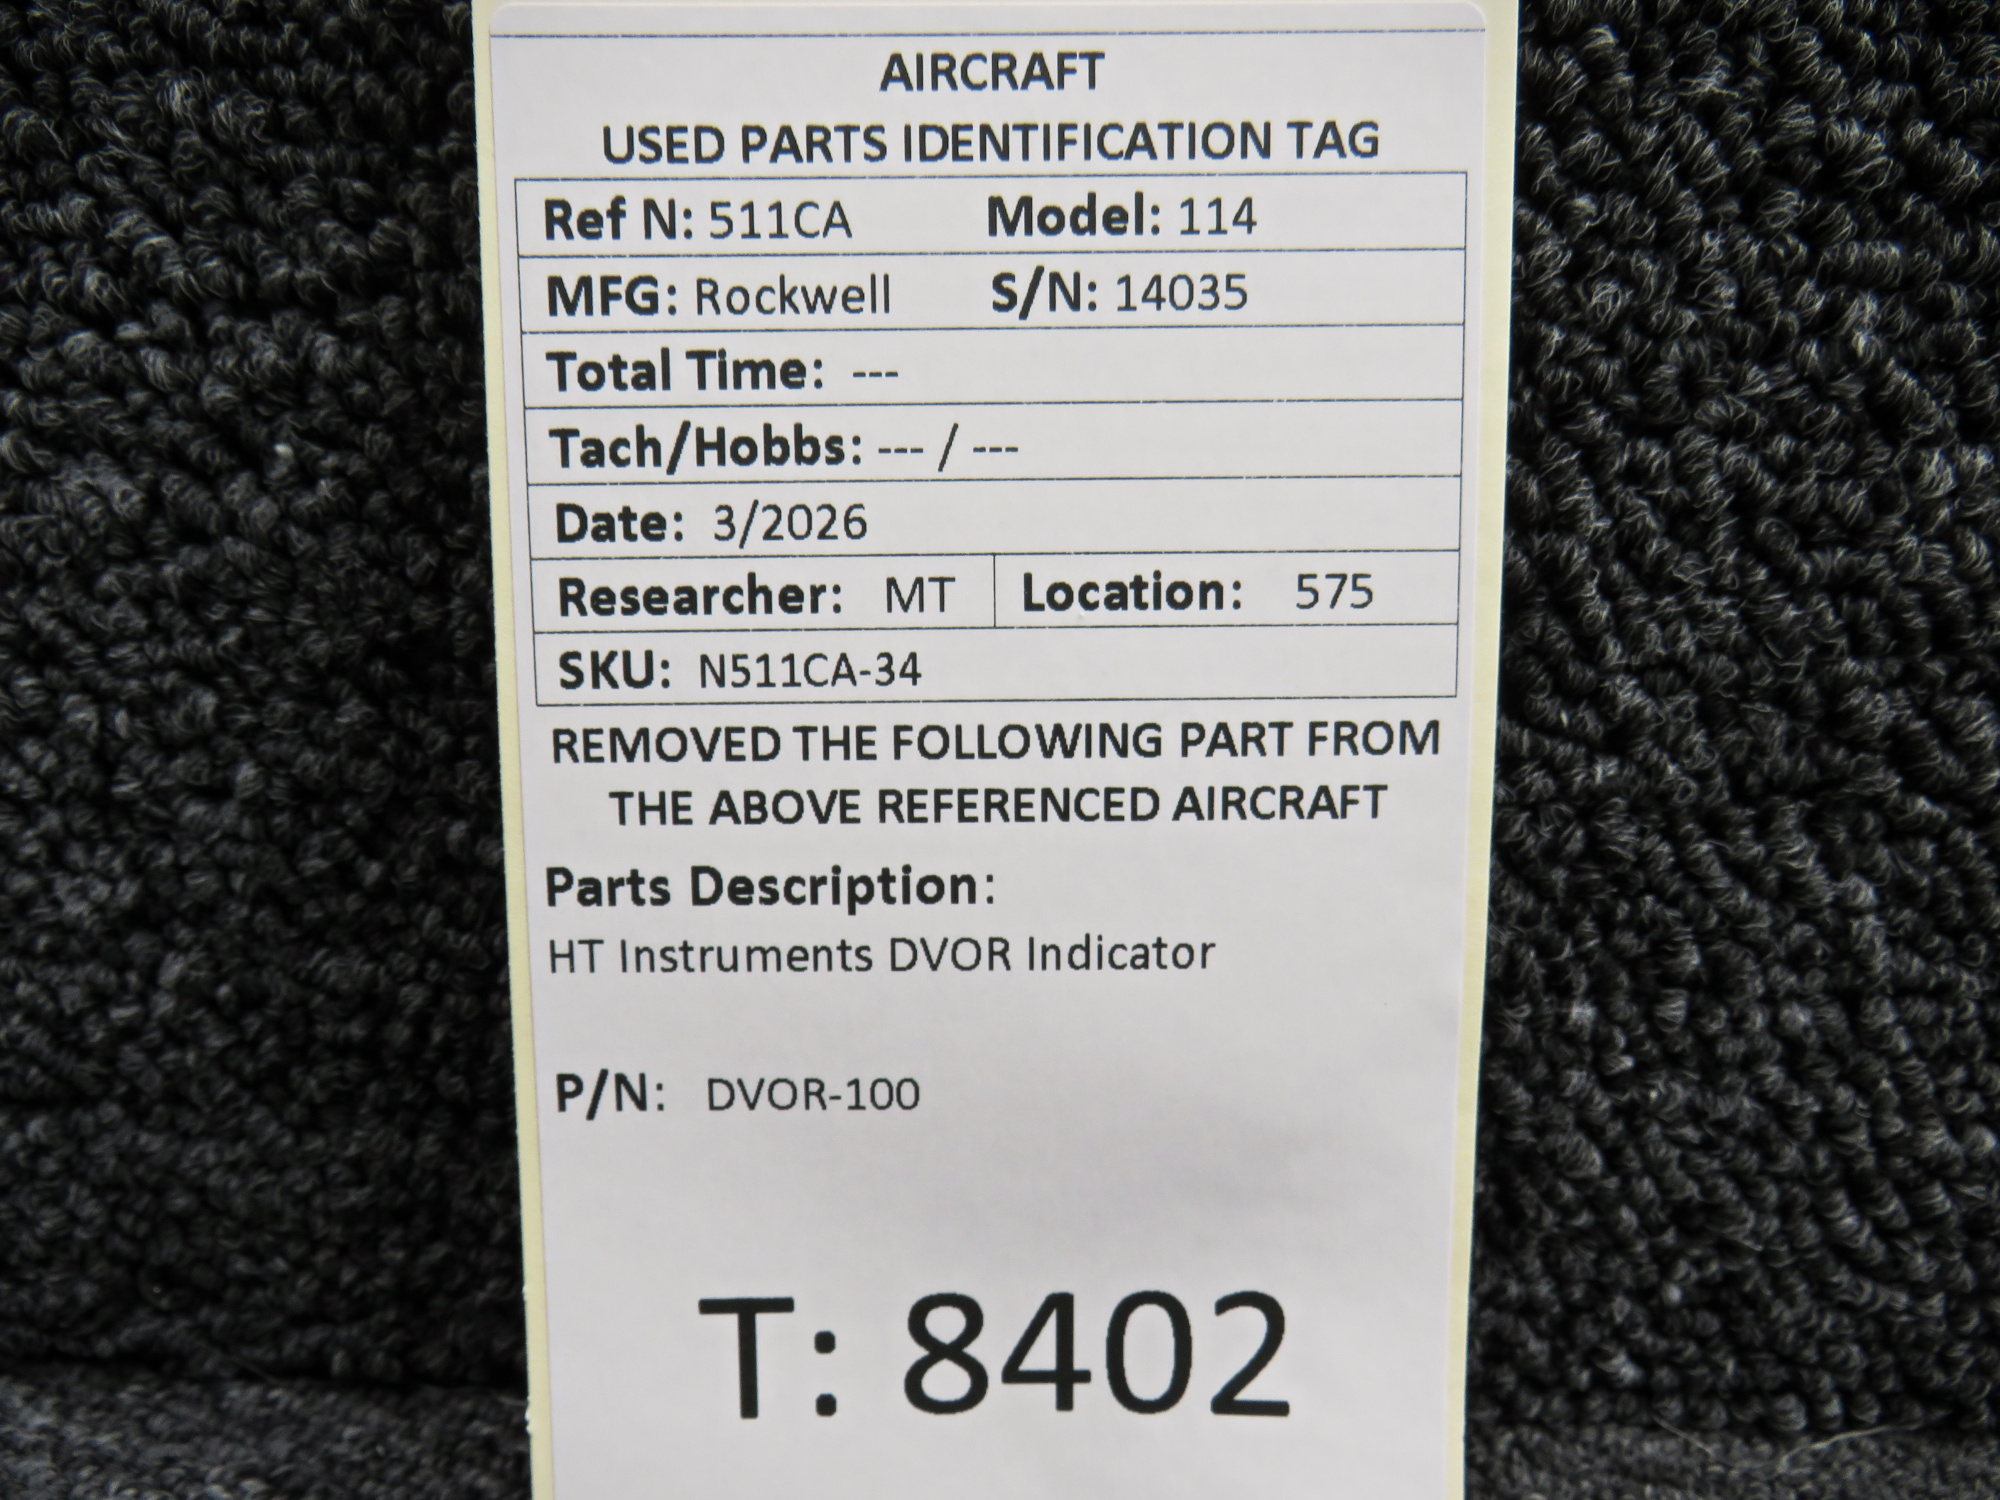 AIRCRAFT
USED PARTS IDENTIFICATION TAG
Ref N: 511CA Model: 114
MFG: Rockwell S/N: 14035
Total Time: ---
Tach/Hobbs: --- / ---
Date: 3/2026
Researcher: MT Location: 575
SKU: N511CA-34
REMOVED THE FOLLOWING PART FROM
THE ABOVE REFERENCED AIRCRAFT
Parts Description:
HT Instruments DVOR Indicator
P/N: DVOR-100
T: 8402